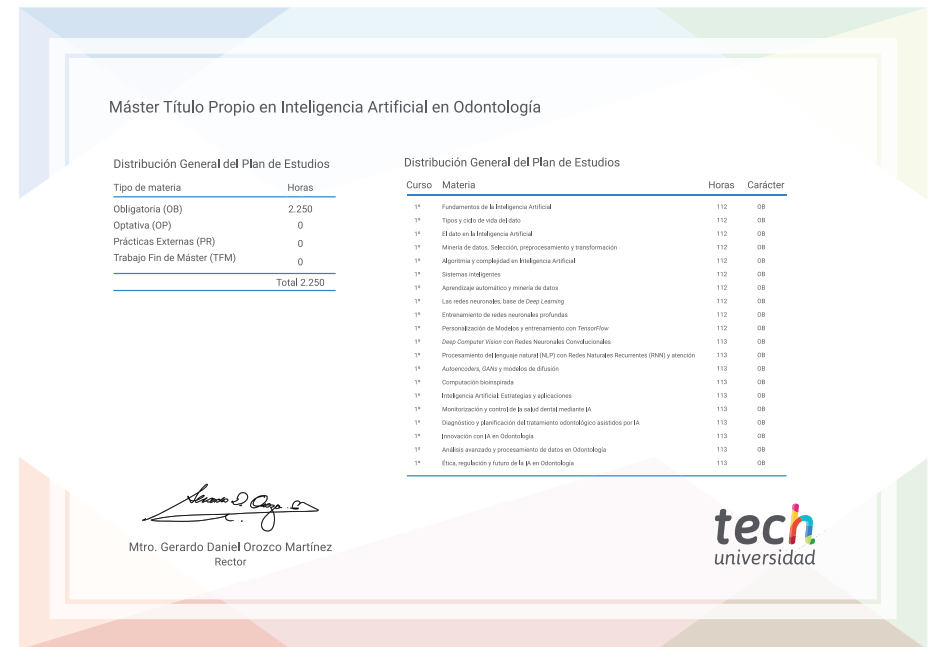 Máster Título Propio en Inteligencia Artificial en Odontología
Distribución General del Plan de Estudios
Tipo de materia Horas
Obligatoria (OB) 2.250
Optativa (OP) 0
Prácticas Externas (PR) 0
Trabajo Fin de Máster (TFM) 0
Total 2.250
Distribución General del Plan de Estudios
Curso Materia Horas Carácter
1º Fundamentos de la Inteligencia Artificial 112 OB
1º Tipos y ciclo de vida del dato 112 OB
1º El dato en la Inteligencia Artificial 112 OB
1º Minería de datos. Selección, preprocesamiento y transformación 112 OB
1º Algoritmia y complejidad en Inteligencia Artificial 112 OB
1º Sistemas inteligentes 112 OB
1º Aprendizaje automático y minería de datos 112 OB
1º Las redes neuronales, base de Deep Learning 112 OB
1º Entrenamiento de redes neuronales profundas 112 OB
1º Personalización de Modelos y entrenamiento con TensorFlow 112 OB
1º Deep Computer Vision con Redes Neuronales Convolucionales 113 OB
1º Procesamiento del lenguaje natural (NLP) con Redes Naturales Recurrentes (RNN) y atención 113 OB
1º Autoencoders, GANs y modelos de difusión 113 OB
1º Computación bioinspirada 113 OB
1º Inteligencia Artificial: Estrategias y aplicaciones 113 OB
1º Monitorización y control de la salud dental mediante IA 113 OB
1º Diagnóstico y planificación del tratamiento odontológico asistidos por IA 113 OB
1º Innovación con IA en Odontología 113 OB
1º Análisis avanzado y procesamiento de datos en Odontología 113 OB
1º Ética, regulación y futuro de la IA en Odontología 113 OB
Mtro. Gerardo Daniel Orozco Martínez
Rector
tech
universidad